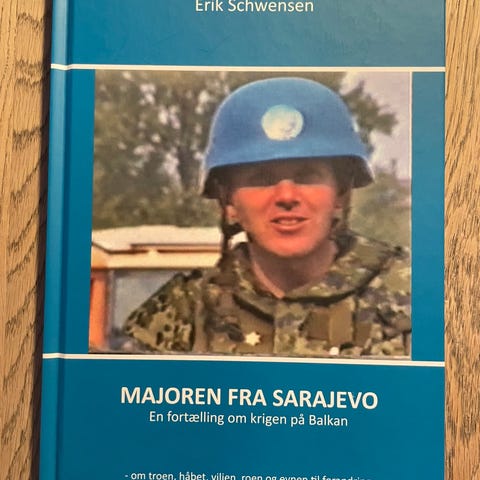 Erik Schwensen
MAJOREN FRA SARAJEVO
En fortælling om krigen på Balkan
- om troen, håbet, viljen, roen og evnen til forandring